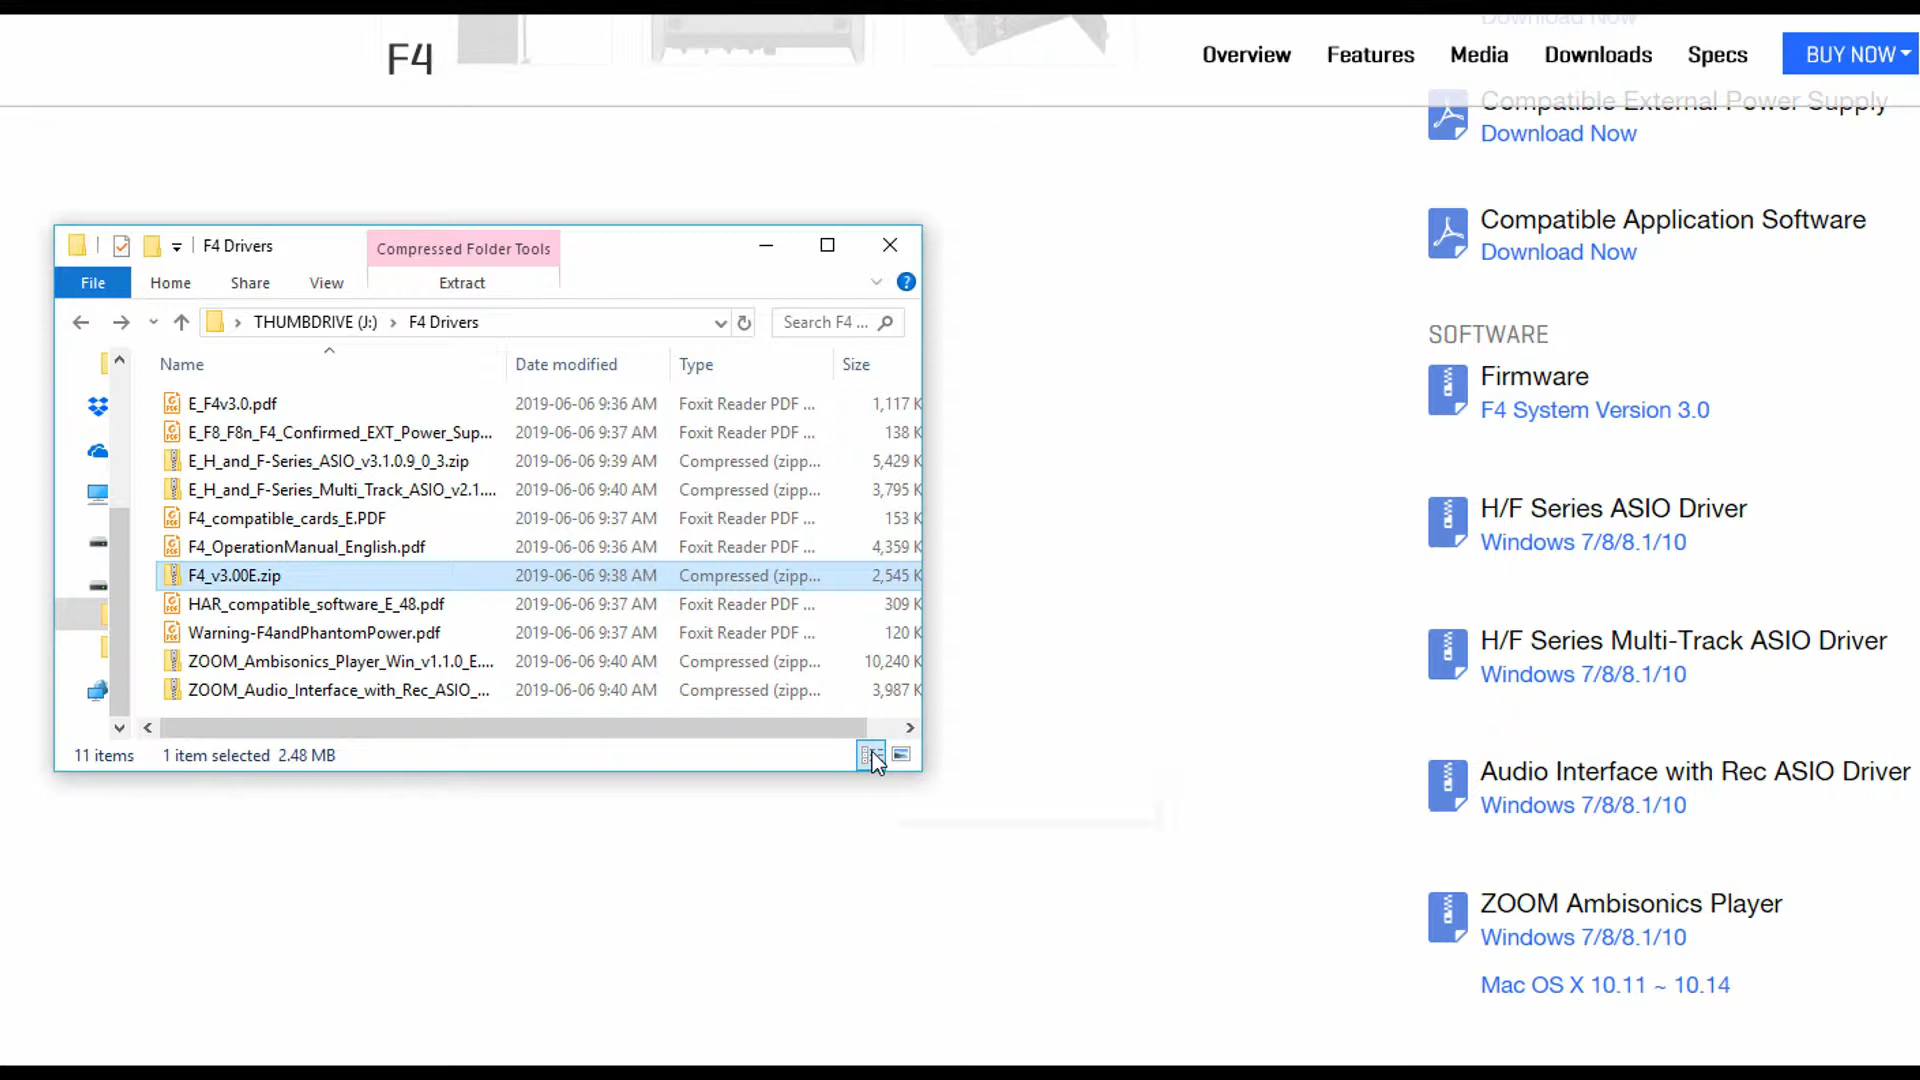 Download Now
F4
Overview Features Media Downloads Specs BUY NOW
Compatible External Power Supply
Download Now
Compatible Application Software
Download Now
SOFTWARE
Firmware
F4 System Version 3.0
H/F Series ASIO Driver
Windows 7/8/8.1/10
H/F Series Multi-Track ASIO Driver
Windows 7/8/8.1/10
Audio Interface with Rec ASIO Driver
Windows 7/8/8.1/10
ZOOM Ambisonics Player
Windows 7/8/8.1/10
Mac OS X 10.11 ~ 10.14
F4 Drivers Compressed Folder Tools
File Home Share View Extract
THUMBDRIVE (J:) F4 Drivers Search F4 ...
Name Date modified Type Size
E_F4v3.0.pdf 2019-06-06 9:36 AM Foxit Reader PDF ... 1,117 K
E_F8_F8n_F4_Confirmed_EXT_Power_Sup... 2019-06-06 9:37 AM Foxit Reader PDF ... 138 K
E_H_and_F-Series_ASIO_v3.1.0.9_0_3.zip 2019-06-06 9:39 AM Compressed (zipp... 5,429 K
E_H_and_F-Series_Multi_Track_ASIO_v2.1.... 2019-06-06 9:40 AM Compressed (zipp... 3,795 K
F4_compatible_cards_E.PDF 2019-06-06 9:37 AM Foxit Reader PDF ... 153 K
F4_OperationManual_English.pdf 2019-06-06 9:36 AM Foxit Reader PDF ... 4,359 K
F4_v3.00E.zip 2019-06-06 9:38 AM Compressed (zipp... 2,545 K
HAR_compatible_software_E_48.pdf 2019-06-06 9:37 AM Foxit Reader PDF ... 309 K
Warning-F4andPhantomPower.pdf 2019-06-06 9:37 AM Foxit Reader PDF ... 120 K
ZOOM_Ambisonics_Player_Win_v1.1.0_E.... 2019-06-06 9:40 AM Compressed (zipp... 10,240 K
ZOOM_Audio_Interface_with_Rec_ASIO_... 2019-06-06 9:40 AM Compressed (zipp... 3,987 K
11 items 1 item selected 2.48 MB